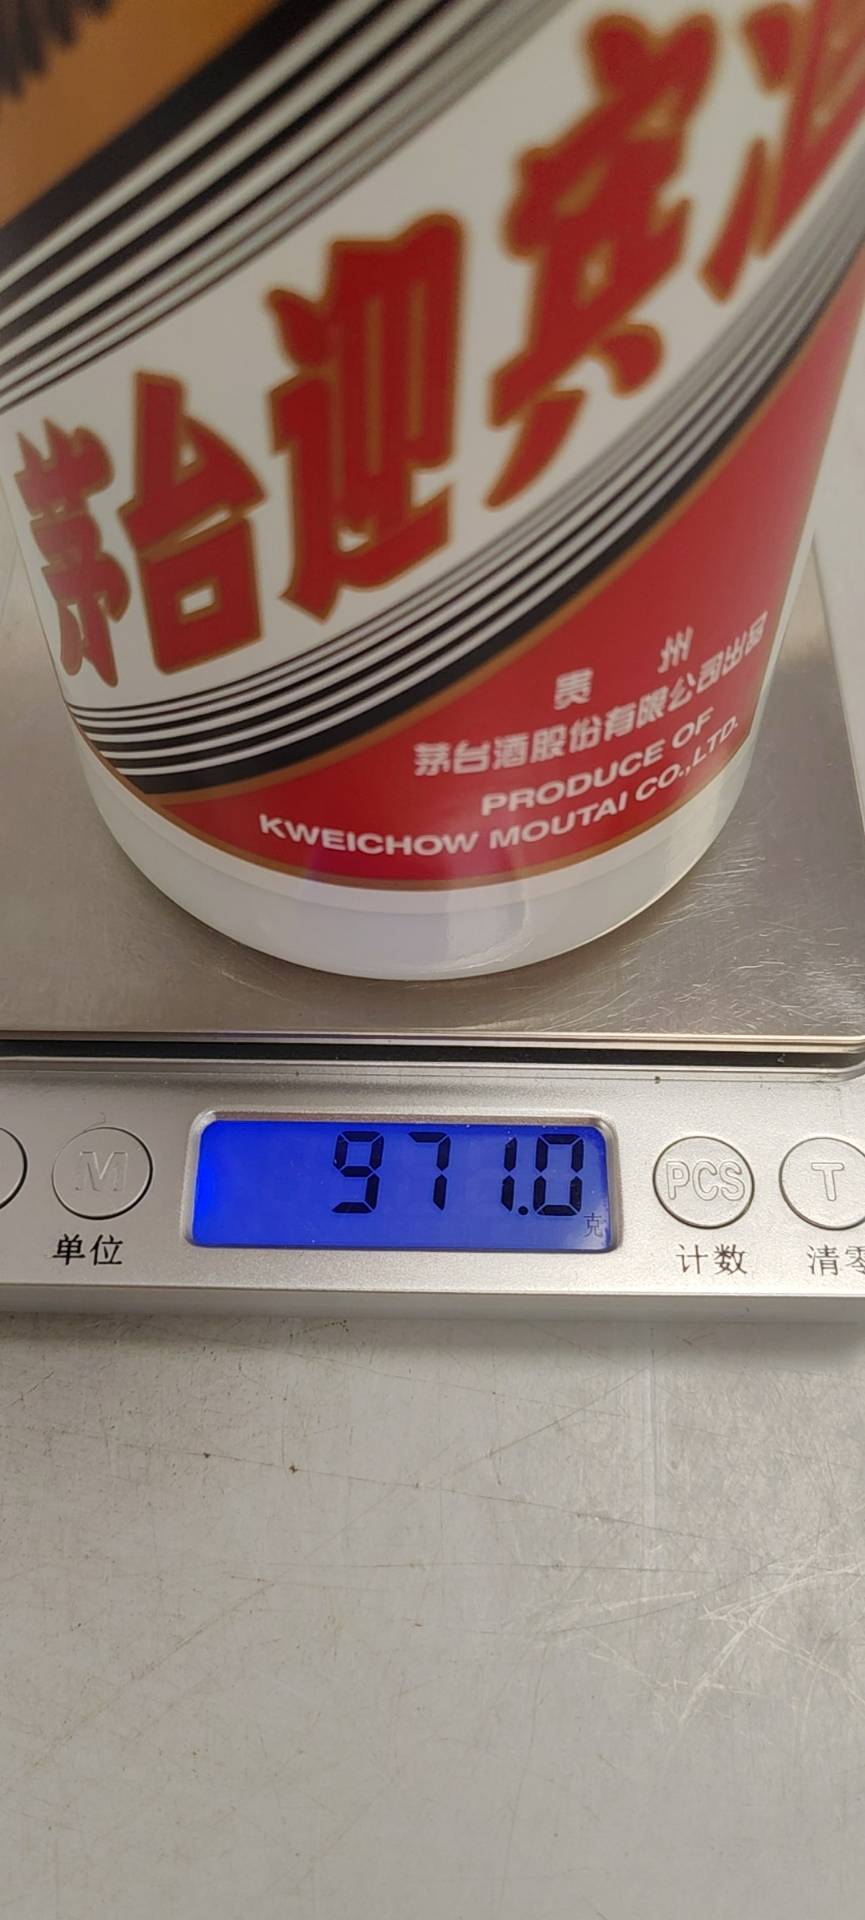 茅台迎宾酒
贵州
茅台酒股份有限公司出品
PRODUCE OF
KWEICHOW MOUTAI CO.,LTD.
971.0
克
M
PCS
T
单位
计数
清零